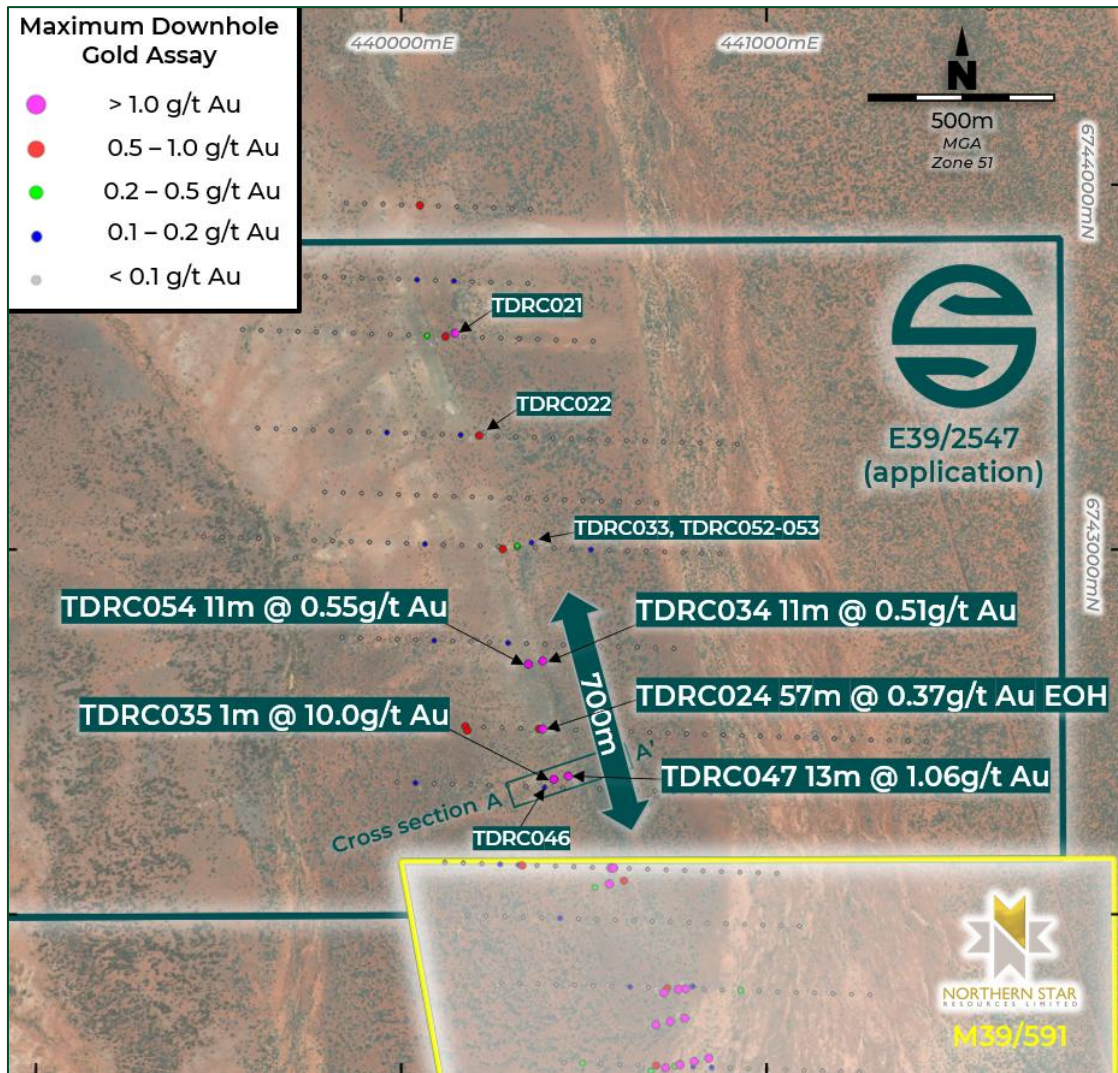 Maximum Downhole
Gold Assay
> 1.0 g/t Au
0.5 – 1.0 g/t Au
0.2 – 0.5 g/t Au
0.1 – 0.2 g/t Au
< 0.1 g/t Au
440000mE
441000mE
N
500m
MGA
Zone 51
6744000mN
TDRC021
E39/2547
(application)
TDRC022
TDRC033, TDRC052-053
6743000mN
TDRC054 11m @ 0.55g/t Au
TDRC034 11m @ 0.51g/t Au
700m
TDRC024 57m @ 0.37g/t Au EOH
TDRC035 1m @ 10.0g/t Au
TDRC047 13m @ 1.06g/t Au
Cross section A
A'
TDRC046
NORTHERN STAR
RESOURCES LIMITED
M39/591